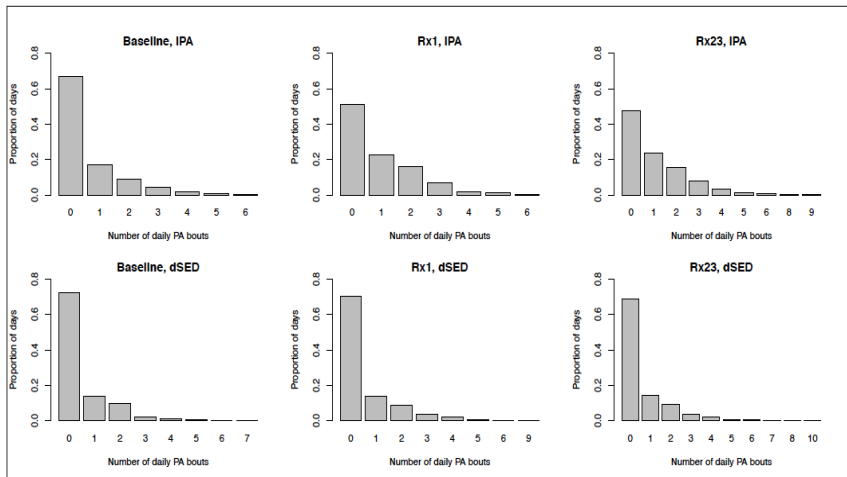 Baseline, IPA
Proportion of days
0.0 0.2 0.4 0.6 0.8
0 1 2 3 4 5 6
Number of daily PA bouts
Rx1, IPA
Proportion of days
0.0 0.2 0.4 0.6 0.8
0 1 2 3 4 5 6
Number of daily PA bouts
Rx23, IPA
Proportion of days
0.0 0.2 0.4 0.6 0.8
0 1 2 3 4 5 6 8 9
Number of daily PA bouts
Baseline, dSED
Proportion of days
0.0 0.2 0.4 0.6 0.8
0 1 2 3 4 5 6 7
Number of daily PA bouts
Rx1, dSED
Proportion of days
0.0 0.2 0.4 0.6 0.8
0 1 2 3 4 5 6 9
Number of daily PA bouts
Rx23, dSED
Proportion of days
0.0 0.2 0.4 0.6 0.8
0 1 2 3 4 5 6 7 8 10
Number of daily PA bouts